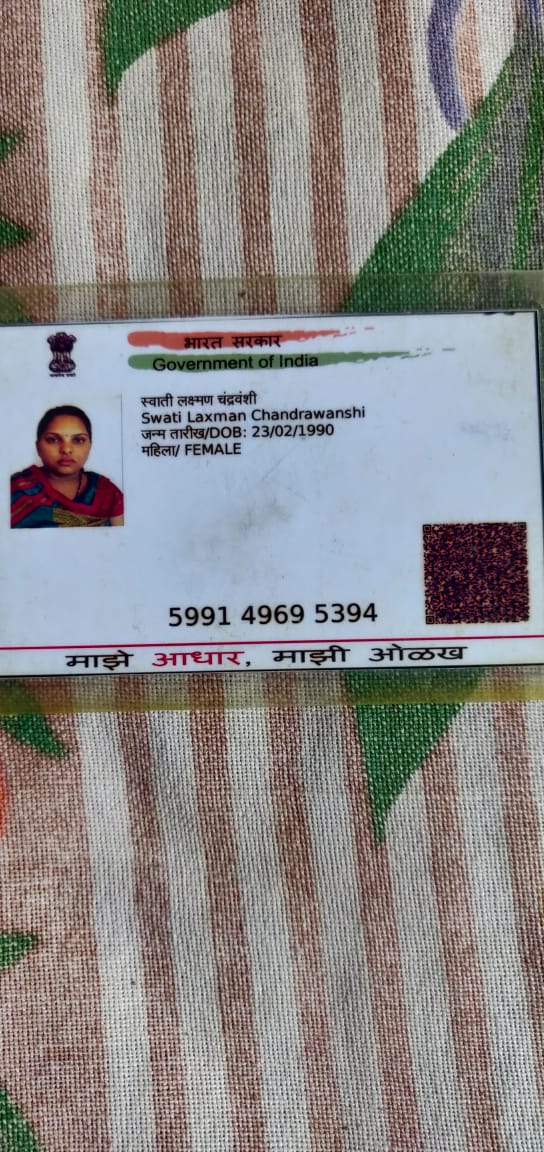 भारत सरकार
Government of India
स्वाती लक्ष्मण चंद्रवंशी
Swati Laxman Chandrawanshi
जन्म तारीख/DOB: 23/02/1990
महिला/ FEMALE
5991 4969 5394
माझे आधार, माझी ओळख